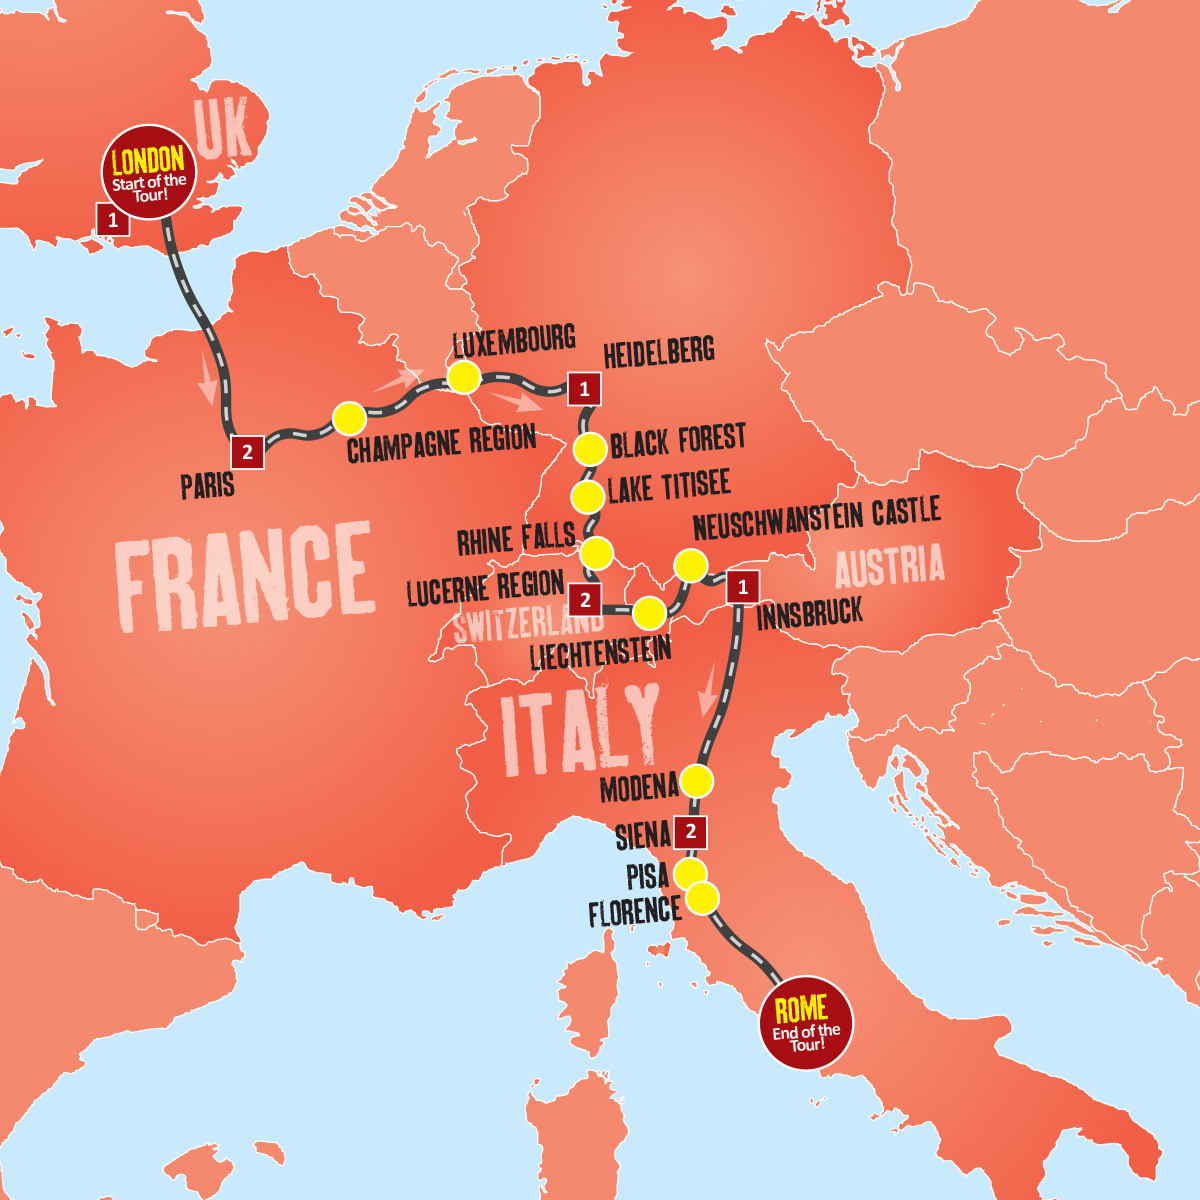 UK
LONDON
Start of the
Tour!
1
LUXEMBOURG
HEIDELBERG
1
2
CHAMPAGNE REGION
BLACK FOREST
PARIS
LAKE TITISEE
NEUSCHWANSTEIN CASTLE
RHINE FALLS
FRANCE
AUSTRIA
LUCERNE REGION
2
1
INNSBRUCK
SWITZERLAND
LIECHTENSTEIN
ITALY
MODENA
SIENA
2
PISA
FLORENCE
ROME
End of the
Tour!